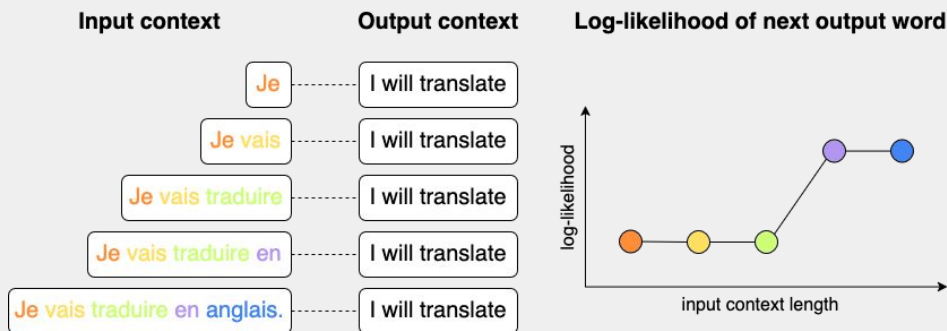 Input context
Output context
Log-likelihood of next output word
Je
I will translate
Je vais
I will translate
Je vais traduire
I will translate
Je vais traduire en
I will translate
Je vais traduire en anglais.
I will translate
log-likelihood
input context length